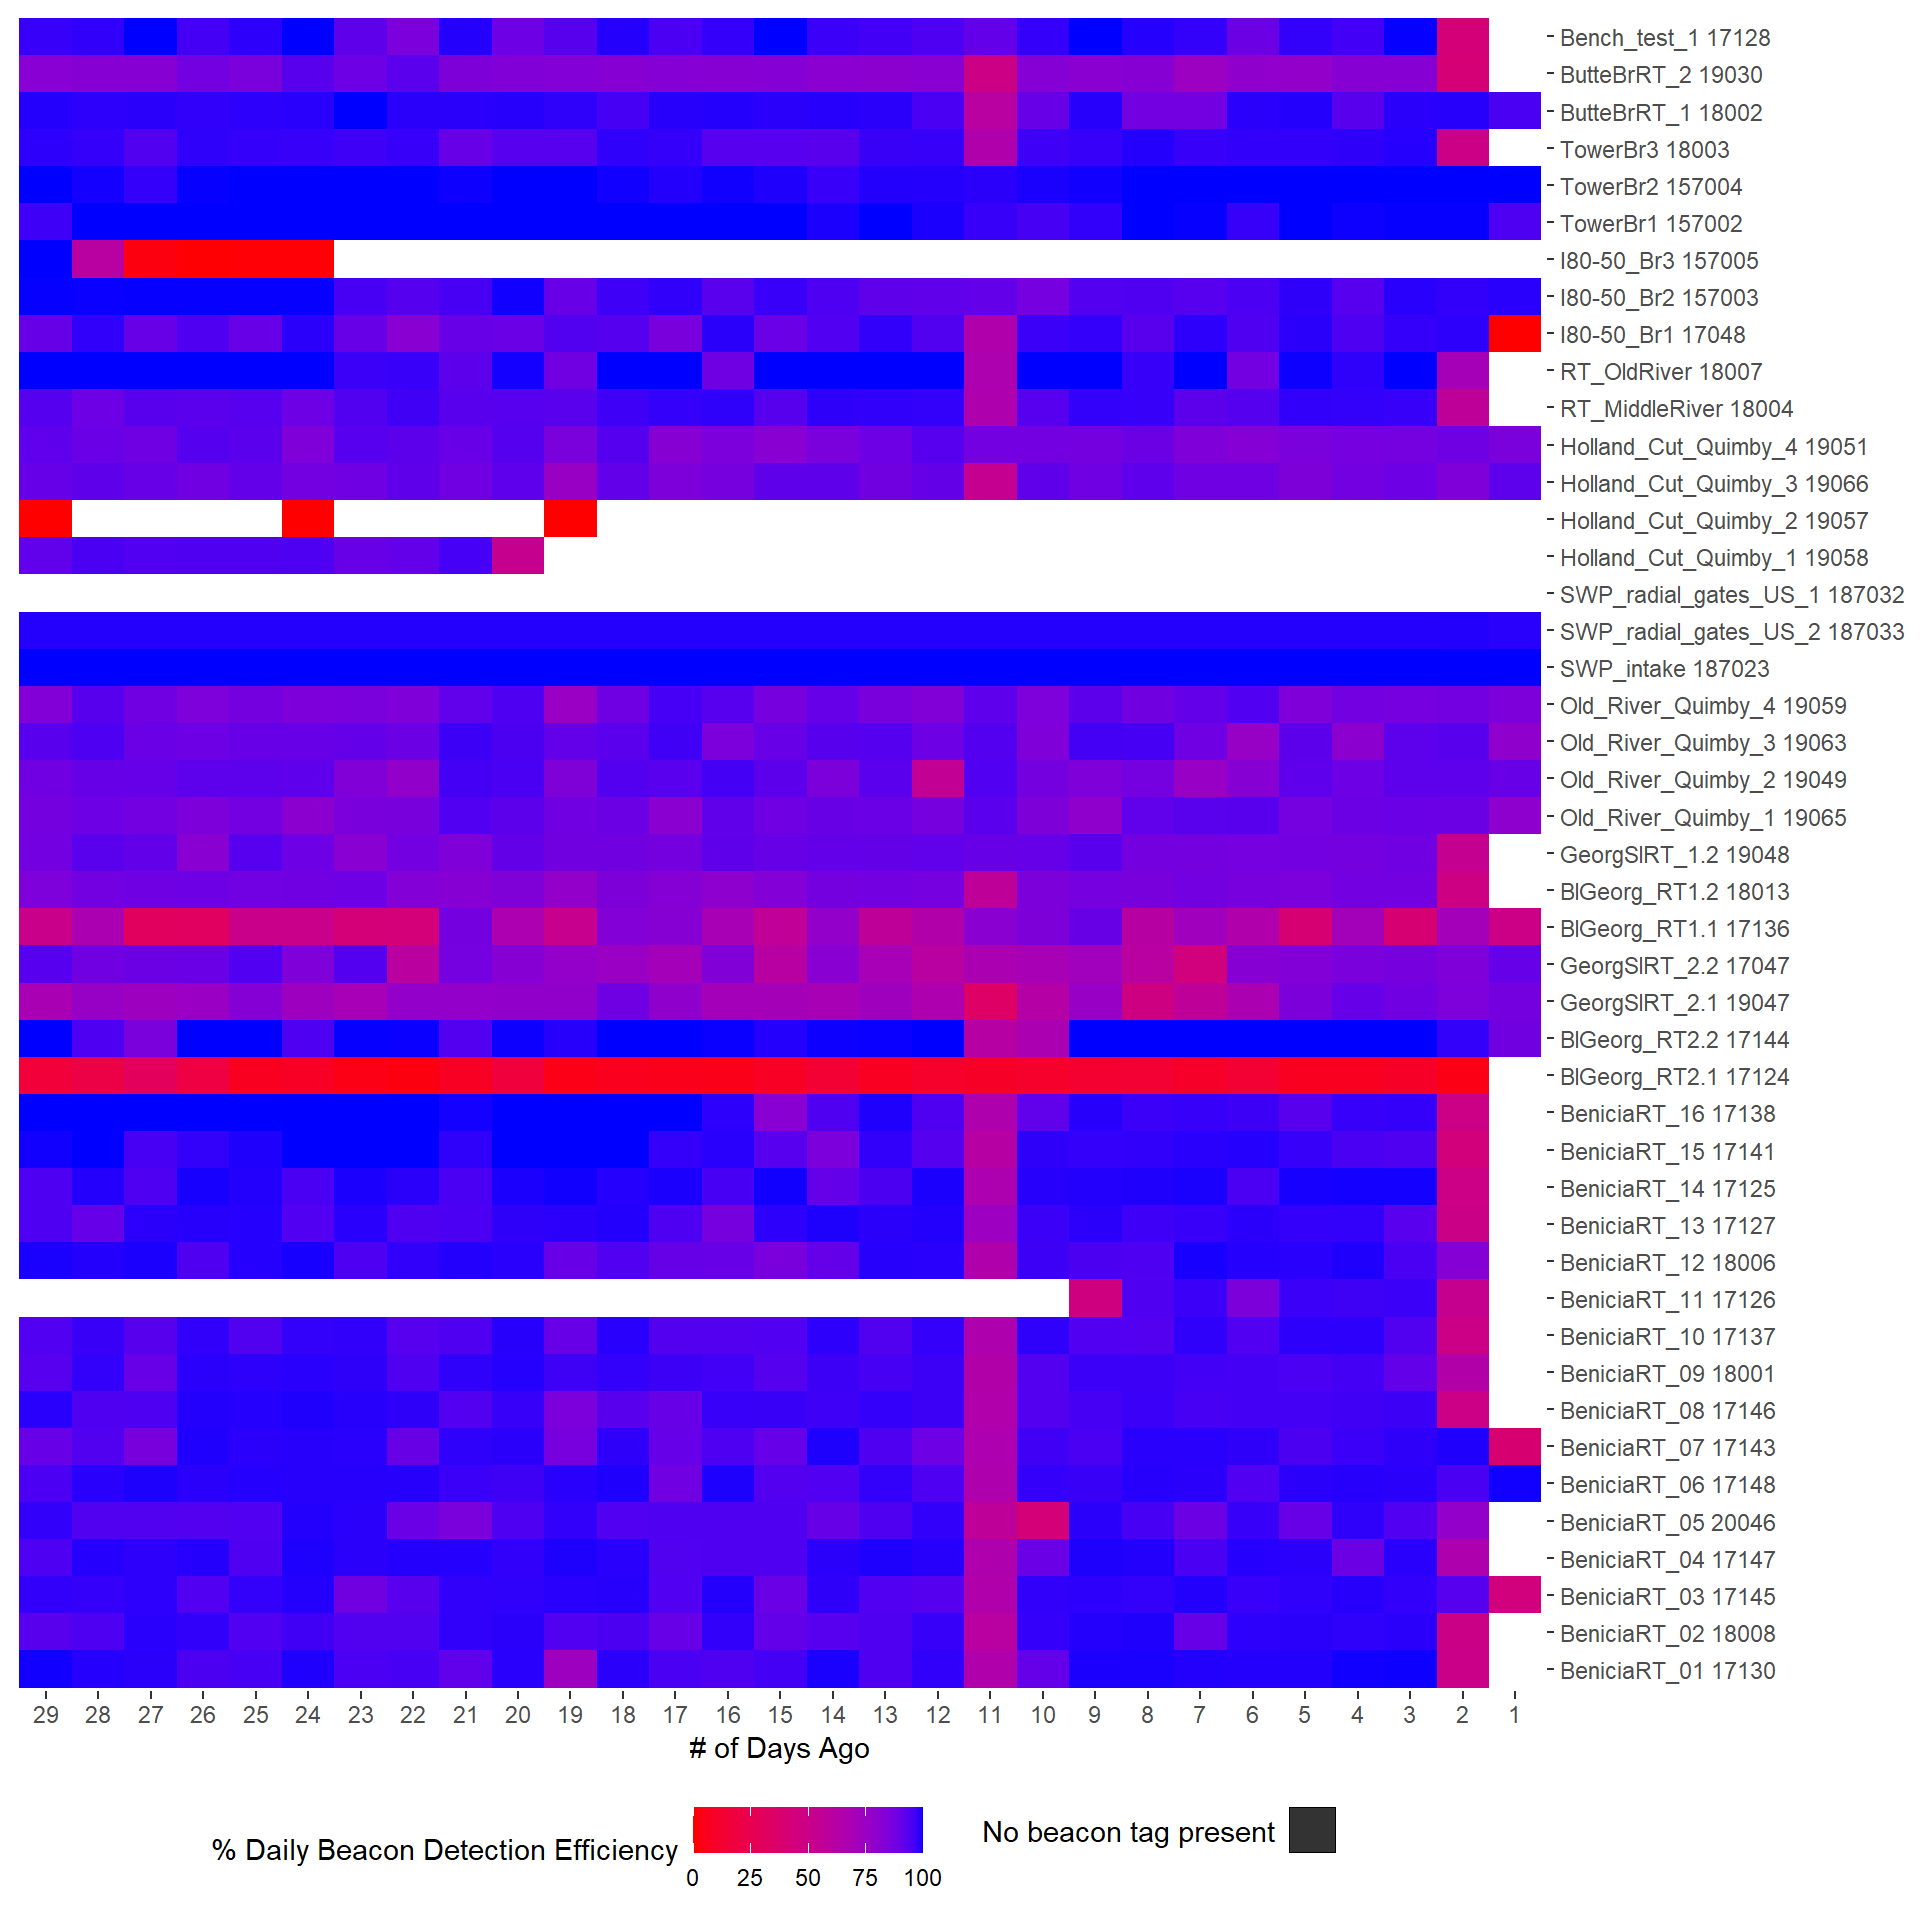 Bench_test_1 17128
ButteBrRT_2 19030
ButteBrRT_1 18002
TowerBr3 18003
TowerBr2 157004
TowerBr1 157002
I80-50_Br3 157005
I80-50_Br2 157003
I80-50_Br1 17048
RT_OldRiver 18007
RT_MiddleRiver 18004
Holland_Cut_Quimby_4 19051
Holland_Cut_Quimby_3 19066
Holland_Cut_Quimby_2 19057
Holland_Cut_Quimby_1 19058
SWP_radial_gates_US_1 187032
SWP_radial_gates_US_2 187033
SWP_intake 187023
Old_River_Quimby_4 19059
Old_River_Quimby_3 19063
Old_River_Quimby_2 19049
Old_River_Quimby_1 19065
GeorgSlRT_1.2 19048
BlGeorg_RT1.2 18013
BlGeorg_RT1.1 17136
GeorgSlRT_2.2 17047
GeorgSlRT_2.1 19047
BlGeorg_RT2.2 17144
BlGeorg_RT2.1 17124
BeniciaRT_16 17138
BeniciaRT_15 17141
BeniciaRT_14 17125
BeniciaRT_13 17127
BeniciaRT_12 18006
BeniciaRT_11 17126
BeniciaRT_10 17137
BeniciaRT_09 18001
BeniciaRT_08 17146
BeniciaRT_07 17143
BeniciaRT_06 17148
BeniciaRT_05 20046
BeniciaRT_04 17147
BeniciaRT_03 17145
BeniciaRT_02 18008
BeniciaRT_01 17130
29 28 27 26 25 24 23 22 21 20 19 18 17 16 15 14 13 12 11 10 9 8 7 6 5 4 3 2 1
# of Days Ago
% Daily Beacon Detection Efficiency
0 25 50 75 100
No beacon tag present